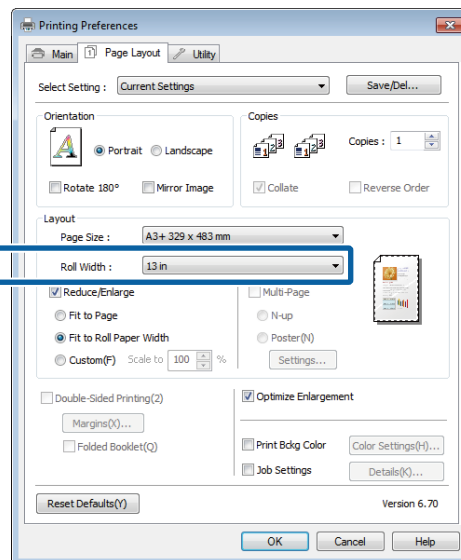 Printing Preferences
Main Page Layout Utility
Select Setting : Current Settings Save/Del...
Orientation
Portrait Landscape
Rotate 180° Mirror Image
Copies
Copies : 1
Collate Reverse Order
Layout
Page Size : A3+ 329 x 483 mm
Roll Width : 13 in
Reduce/Enlarge
Fit to Page
Fit to Roll Paper Width
Custom(F) Scale to 100 %
Multi-Page
N-up
Poster(N)
Settings...
Double-Sided Printing(2)
Margins(X)...
Folded Booklet(Q)
Optimize Enlargement
Print Bckg Color Color Settings(H)...
Job Settings Details(K)...
Reset Defaults(Y) Version 6.70
OK Cancel Help